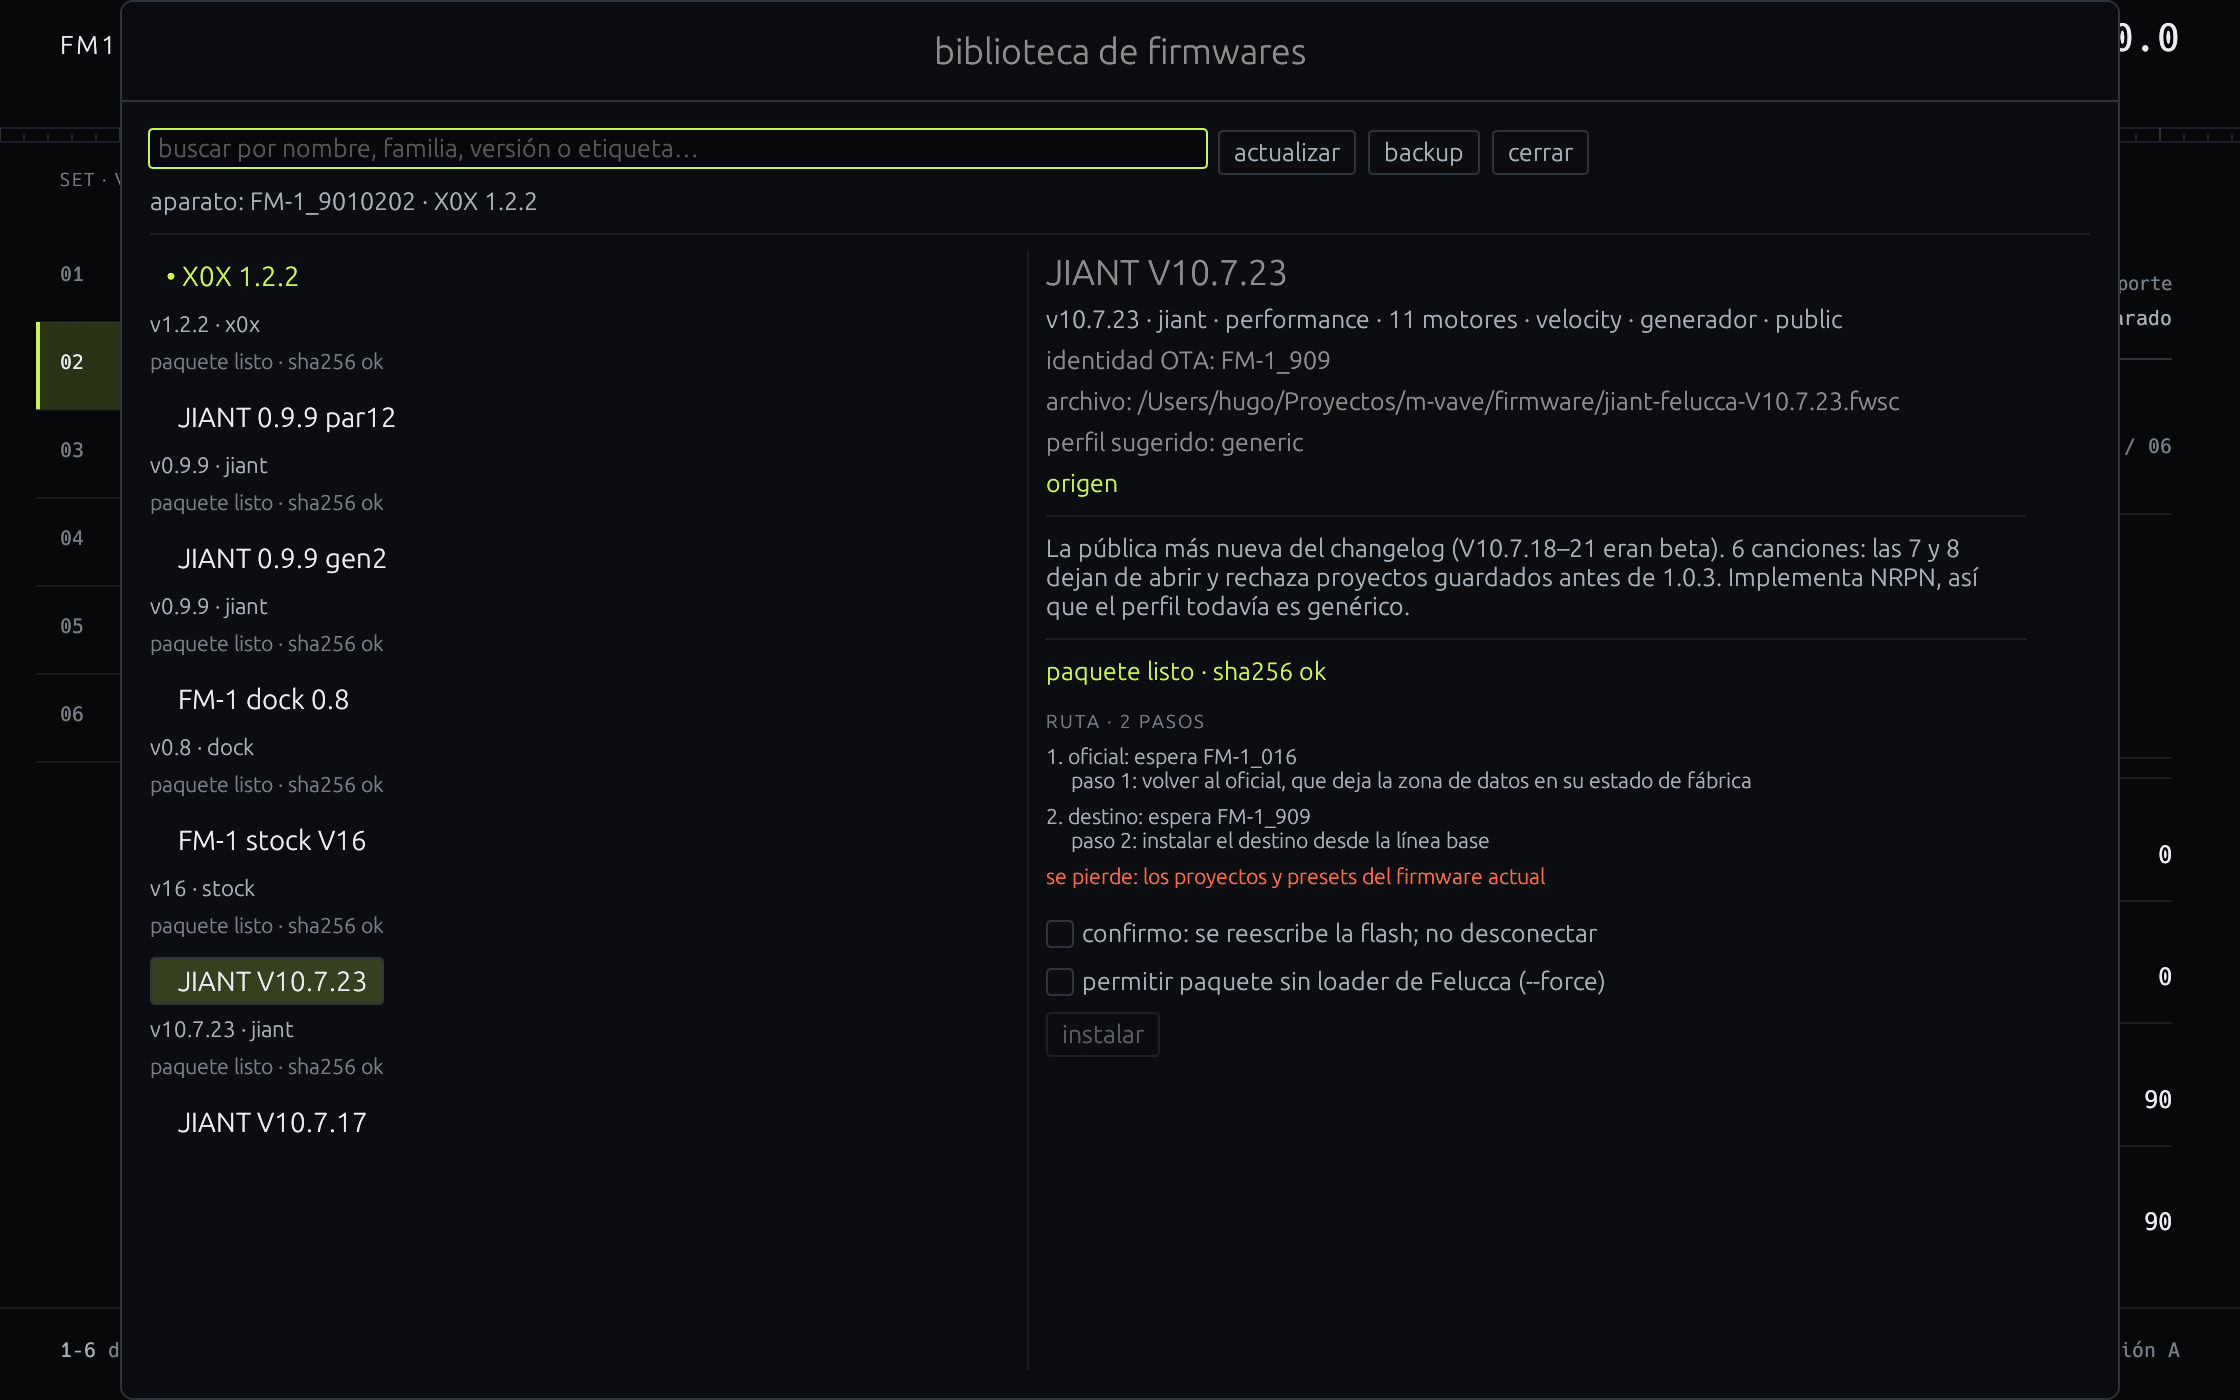 FM1
biblioteca de firmwares
0.0
buscar por nombre, familia, versión o etiqueta...
actualizar
backup
cerrar
SET ·
aparato: FM-1_9010202 · X0X 1.2.2
01
02
03
04
05
06
• X0X 1.2.2
v1.2.2 · x0x
paquete listo · sha256 ok
JIANT 0.9.9 par12
v0.9.9 · jiant
paquete listo · sha256 ok
JIANT 0.9.9 gen2
v0.9.9 · jiant
paquete listo · sha256 ok
FM-1 dock 0.8
v0.8 · dock
paquete listo · sha256 ok
FM-1 stock V16
v16 · stock
paquete listo · sha256 ok
JIANT V10.7.23
v10.7.23 · jiant
paquete listo · sha256 ok
JIANT V10.7.17
JIANT V10.7.23
v10.7.23 · jiant · performance · 11 motores · velocity · generador · public
identidad OTA: FM-1_909
archivo: /Users/hugo/Proyectos/m-vave/firmware/jiant-felucca-V10.7.23.fwsc
perfil sugerido: generic
origen
La pública más nueva del changelog (V10.7.18–21 eran beta). 6 canciones: las 7 y 8
dejan de abrir y rechaza proyectos guardados antes de 1.0.3. Implementa NRPN, así
que el perfil todavía es genérico.
paquete listo · sha256 ok
RUTA · 2 PASOS
1. oficial: espera FM-1_016
paso 1: volver al oficial, que deja la zona de datos en su estado de fábrica
2. destino: espera FM-1_909
paso 2: instalar el destino desde la línea base
se pierde: los proyectos y presets del firmware actual
confirmo: se reescribe la flash; no desconectar
permitir paquete sin loader de Felucca (--force)
instalar
porte
arado
/ 06
0
0
90
90
1-6 d
ión A